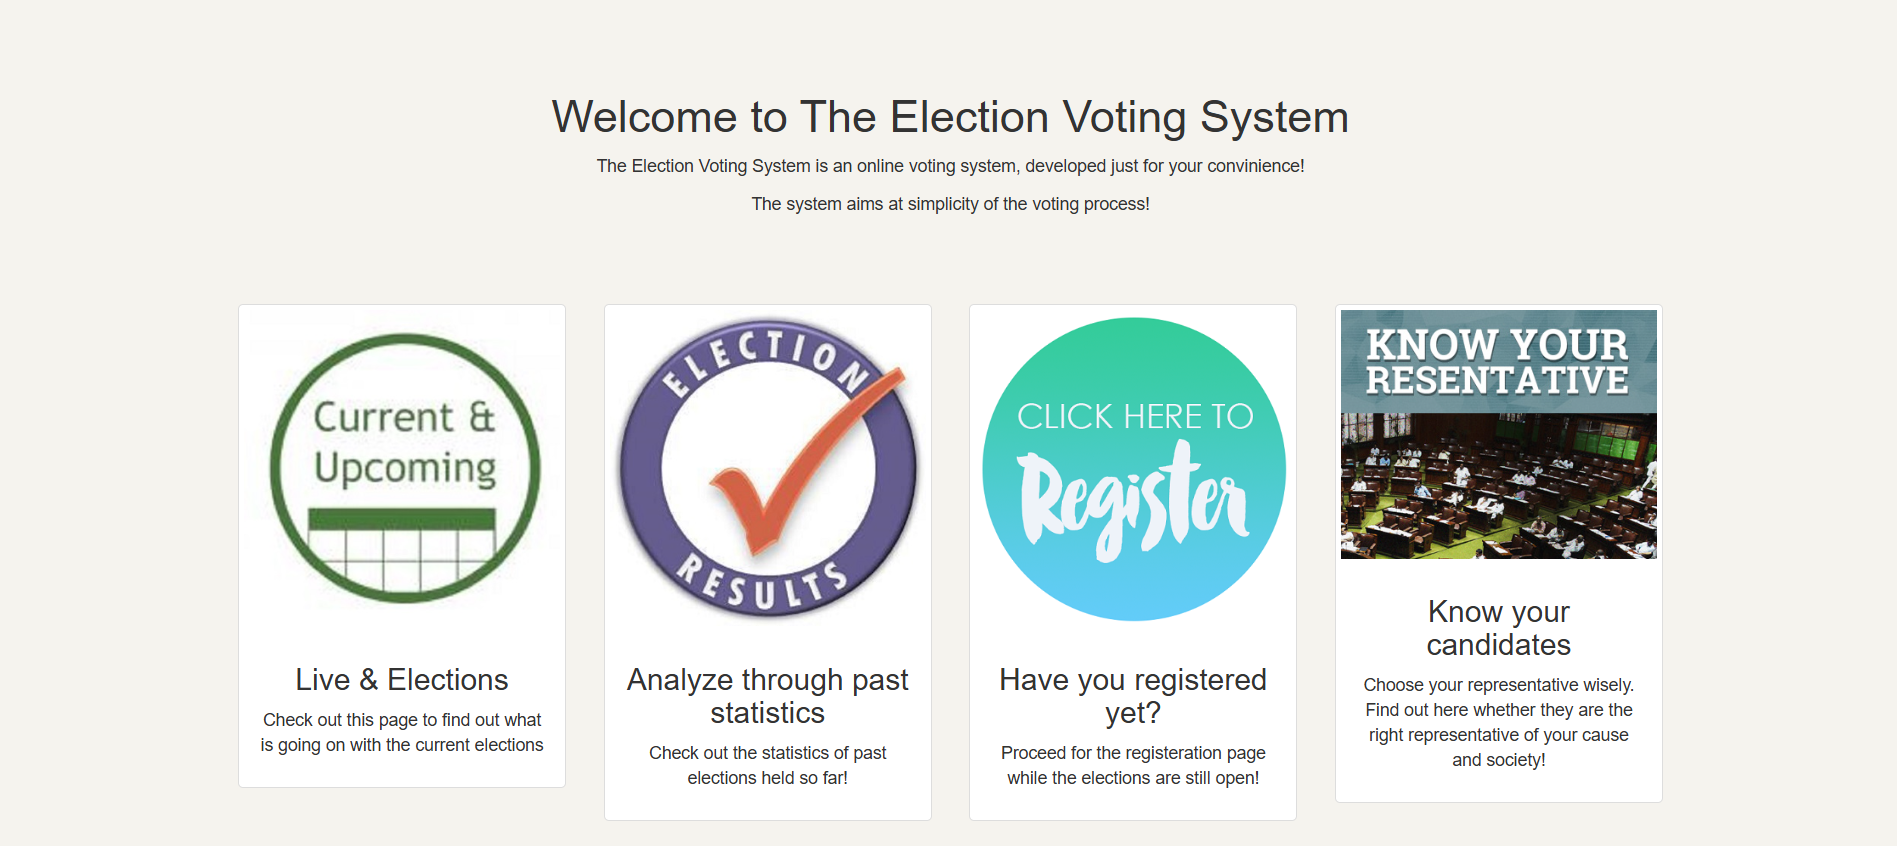 Welcome to The Election Voting System
The Election Voting System is an online voting system, developed just for your convinience!
The system aims at simplicity of the voting process!
Current &
Upcoming
Live & Elections
Check out this page to find out what
is going on with the current elections
ELECTION
RESULTS
Analyze through past
statistics
Check out the statistics of past
elections held so far!
CLICK HERE TO
Register
Have you registered
yet?
Proceed for the registeration page
while the elections are still open!
KNOW YOUR
RESENTATIVE
Know your
candidates
Choose your representative wisely.
Find out here whether they are the
right representative of your cause
and society!